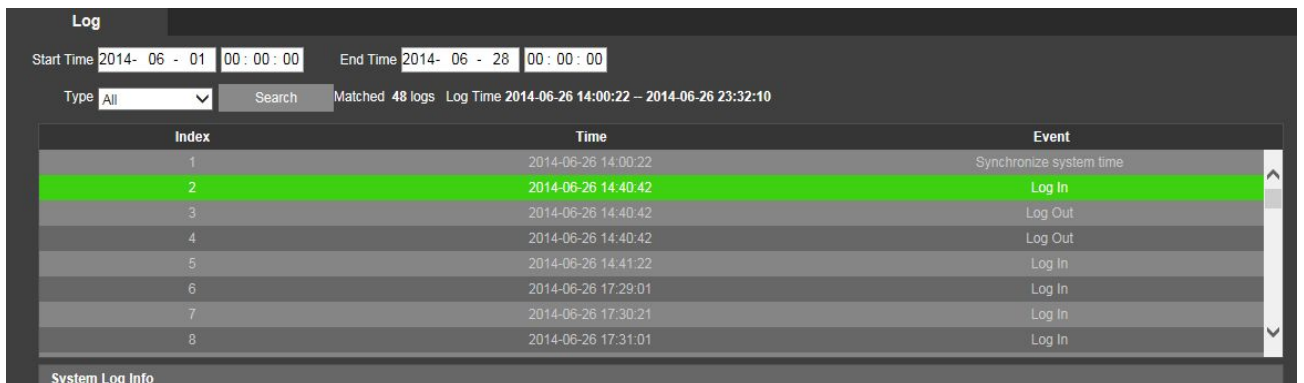 Log
Start Time 2014- 06 - 01 00 : 00 : 00 End Time 2014- 06 - 28 00 : 00 : 00
Type All Search Matched 48 logs Log Time 2014-06-26 14:00:22 -- 2014-06-26 23:32:10
Index Time Event
1 2014-06-26 14:00:22 Synchronize system time
2 2014-06-26 14:40:42 Log In
3 2014-06-26 14:40:42 Log Out
4 2014-06-26 14:40:42 Log Out
5 2014-06-26 14:41:22 Log In
6 2014-06-26 17:29:01 Log In
7 2014-06-26 17:30:21 Log In
8 2014-06-26 17:31:01 Log In
System Log Info